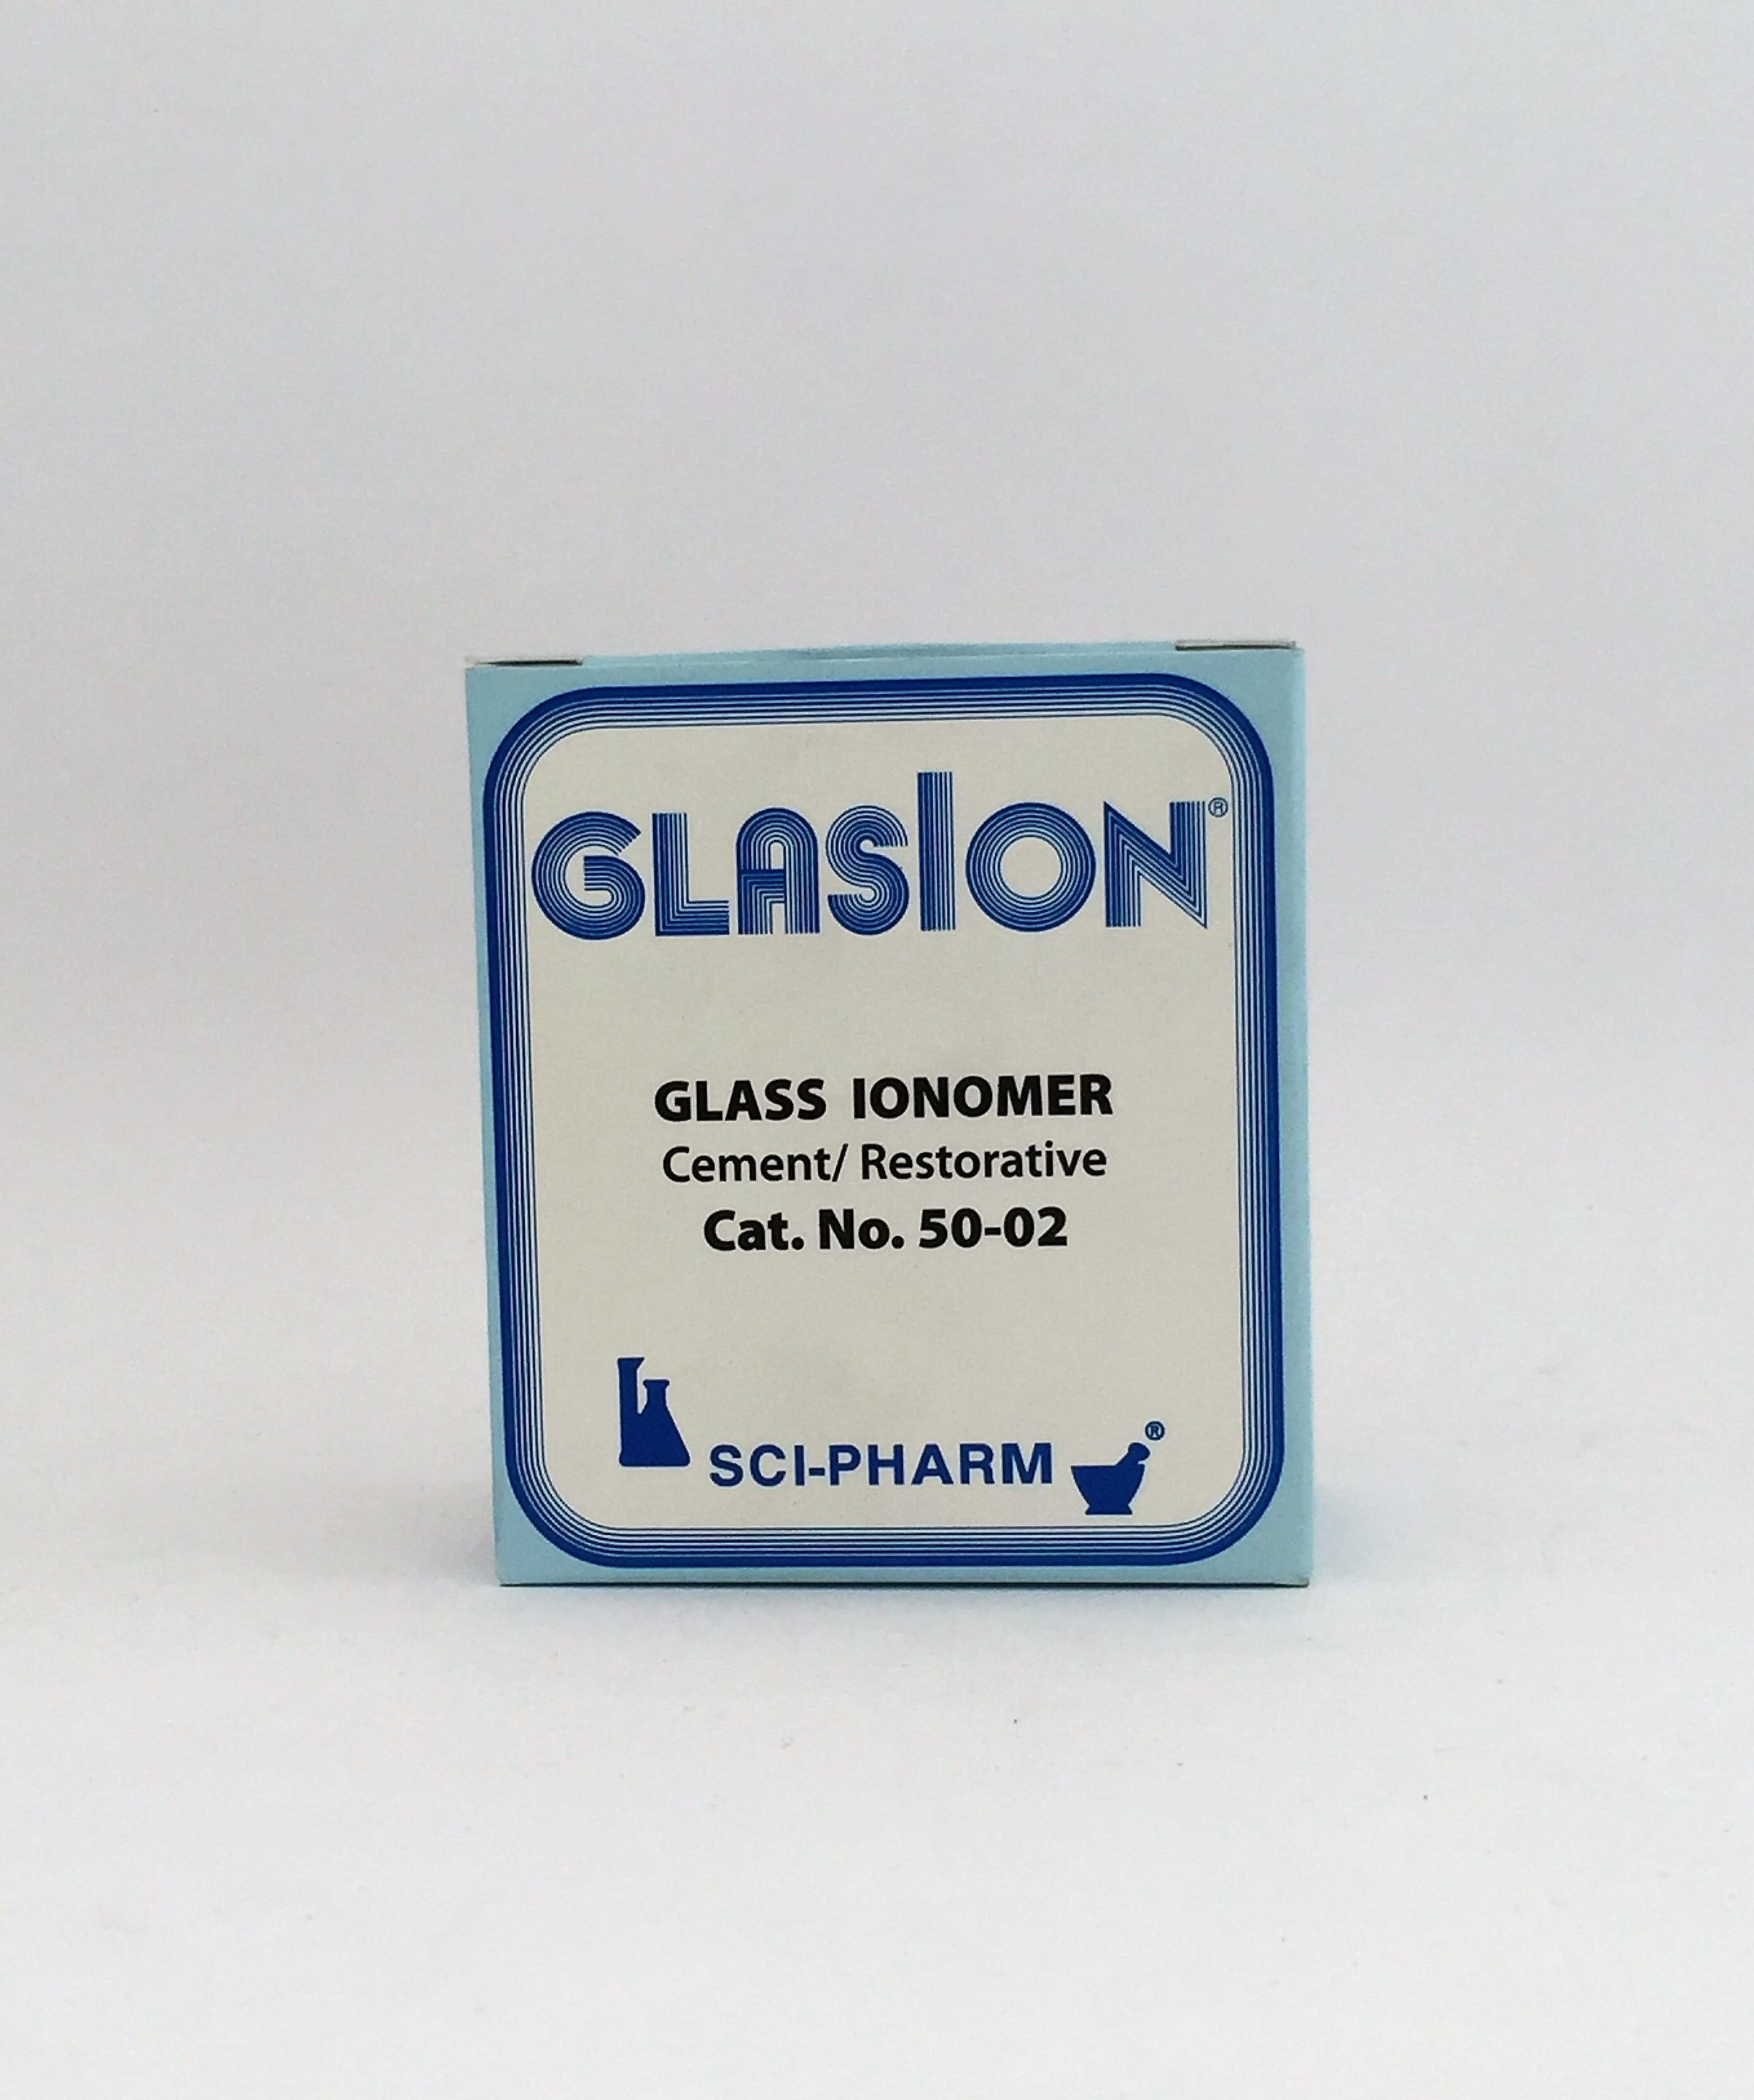 GLASION®
GLASS IONOMER
Cement/ Restorative
Cat. No. 50-02
SCI-PHARM ®